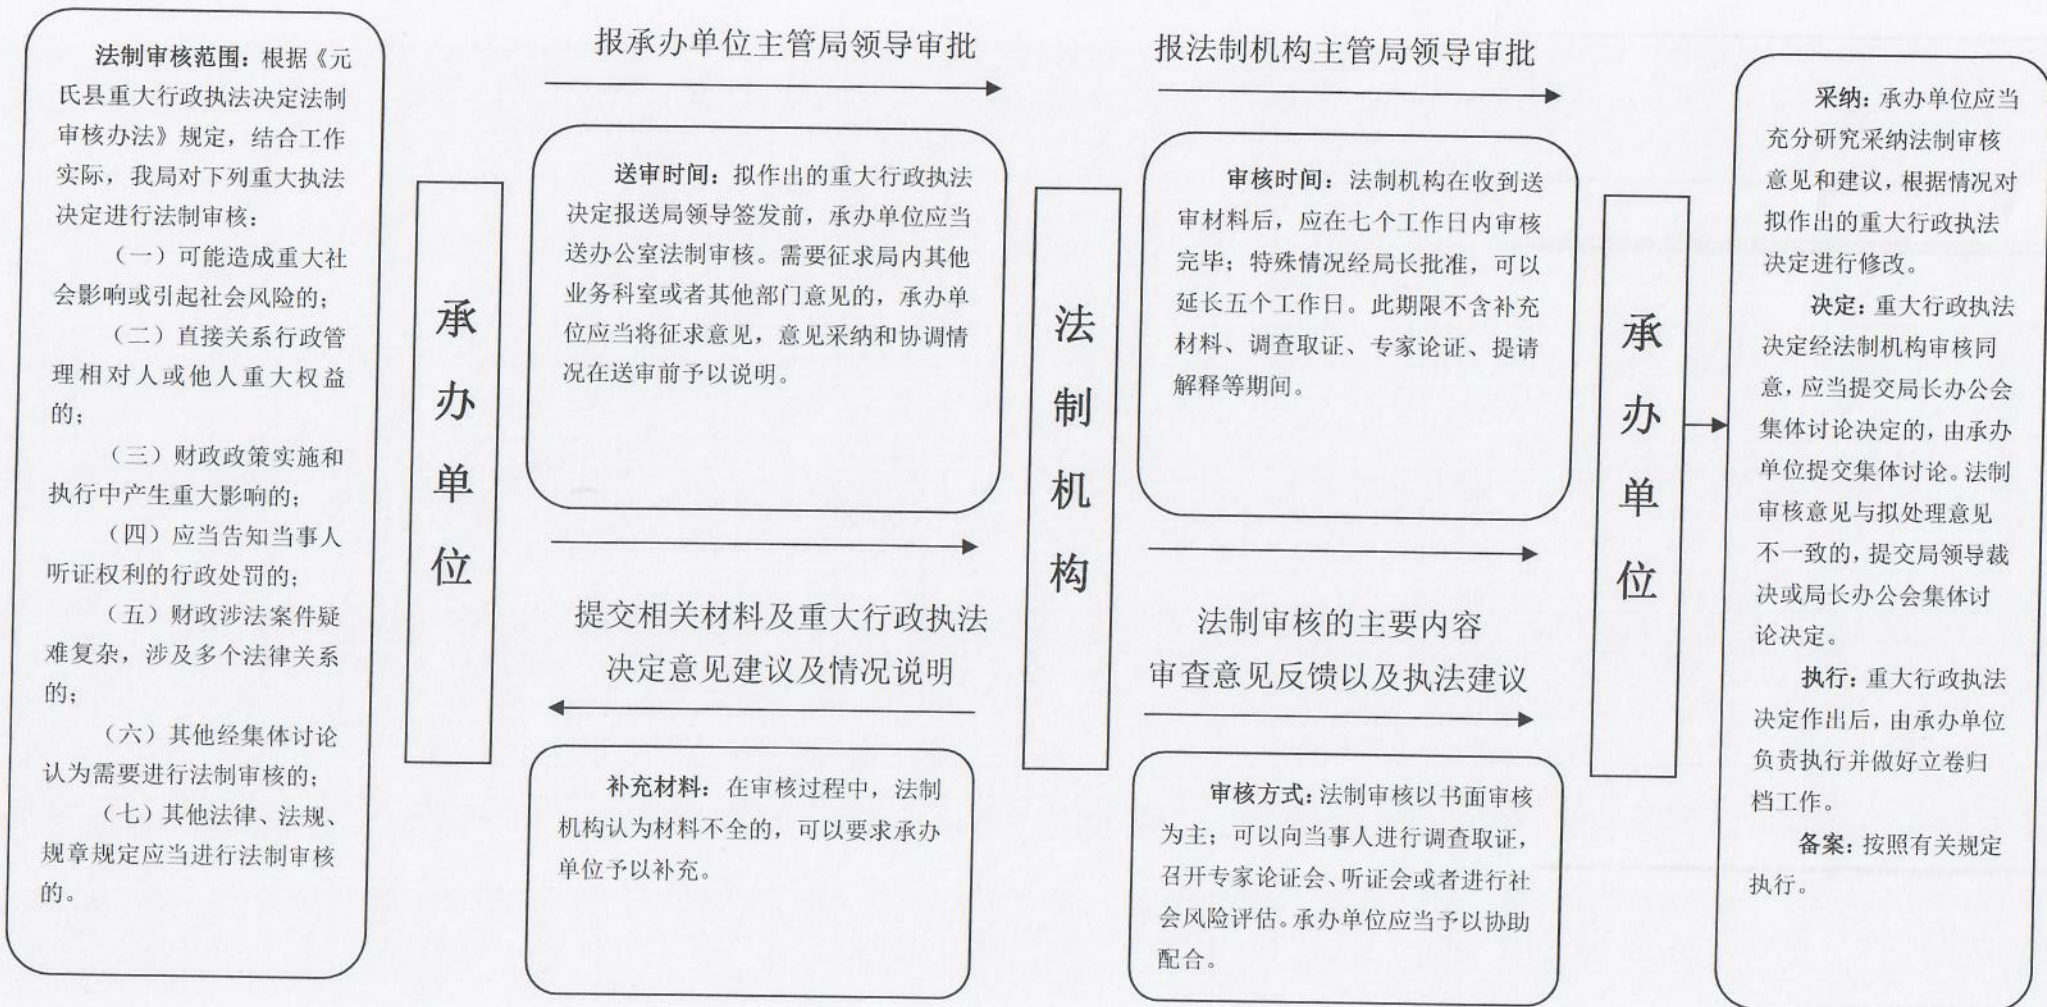 法制审核范围：根据《元
氏县重大行政执法决定法制
审核办法》规定，结合工作
实际，我局对下列重大执法
决定进行法制审核：
（一）可能造成重大社
会影响或引起社会风险的；
（二）直接关系行政管
理相对人或他人重大权益
的；
（三）财政政策实施和
执行中产生重大影响的；
（四）应当告知当事人
听证权利的行政处罚的；
（五）财政涉法案件疑
难复杂，涉及多个法律关系
的；
（六）其他经集体讨论
认为需要进行法制审核的；
（七）其他法律、法规、
规章规定应当进行法制审核
的。
承办单位
报承办单位主管局领导审批
送审时间：拟作出的重大行政执法
决定报送局领导签发前，承办单位应当
送办公室法制审核。需要征求局内其他
业务科室或者其他部门意见的，承办单
位应当将征求意见，意见采纳和协调情
况在送审前予以说明。
提交相关材料及重大行政执法
决定意见建议及情况说明
补充材料：在审核过程中，法制
机构认为材料不全的，可以要求承办
单位予以补充。
法制机构
报法制机构主管局领导审批
审核时间：法制机构在收到送
审材料后，应在七个工作日内审核
完毕；特殊情况经局长批准，可以
延长五个工作日。此期限不含补充
材料、调查取证、专家论证、提请
解释等期间。
法制审核的主要内容
审查意见反馈以及执法建议
审核方式：法制审核以书面审核
为主；可以向当事人进行调查取证，
召开专家论证会、听证会或者进行社
会风险评估。承办单位应当予以协助
配合。
承办单位
采纳：承办单位应当
充分研究采纳法制审核
意见和建议，根据情况对
拟作出的重大行政执法
决定进行修改。
决定：重大行政执法
决定经法制机构审核同
意，应当提交局长办公会
集体讨论决定的，由承办
单位提交集体讨论。法制
审核意见与拟处理意见
不一致的，提交局领导裁
决或局长办公会集体讨
论决定。
执行：重大行政执法
决定作出后，由承办单位
负责执行并做好立卷归
档工作。
备案：按照有关规定
执行。